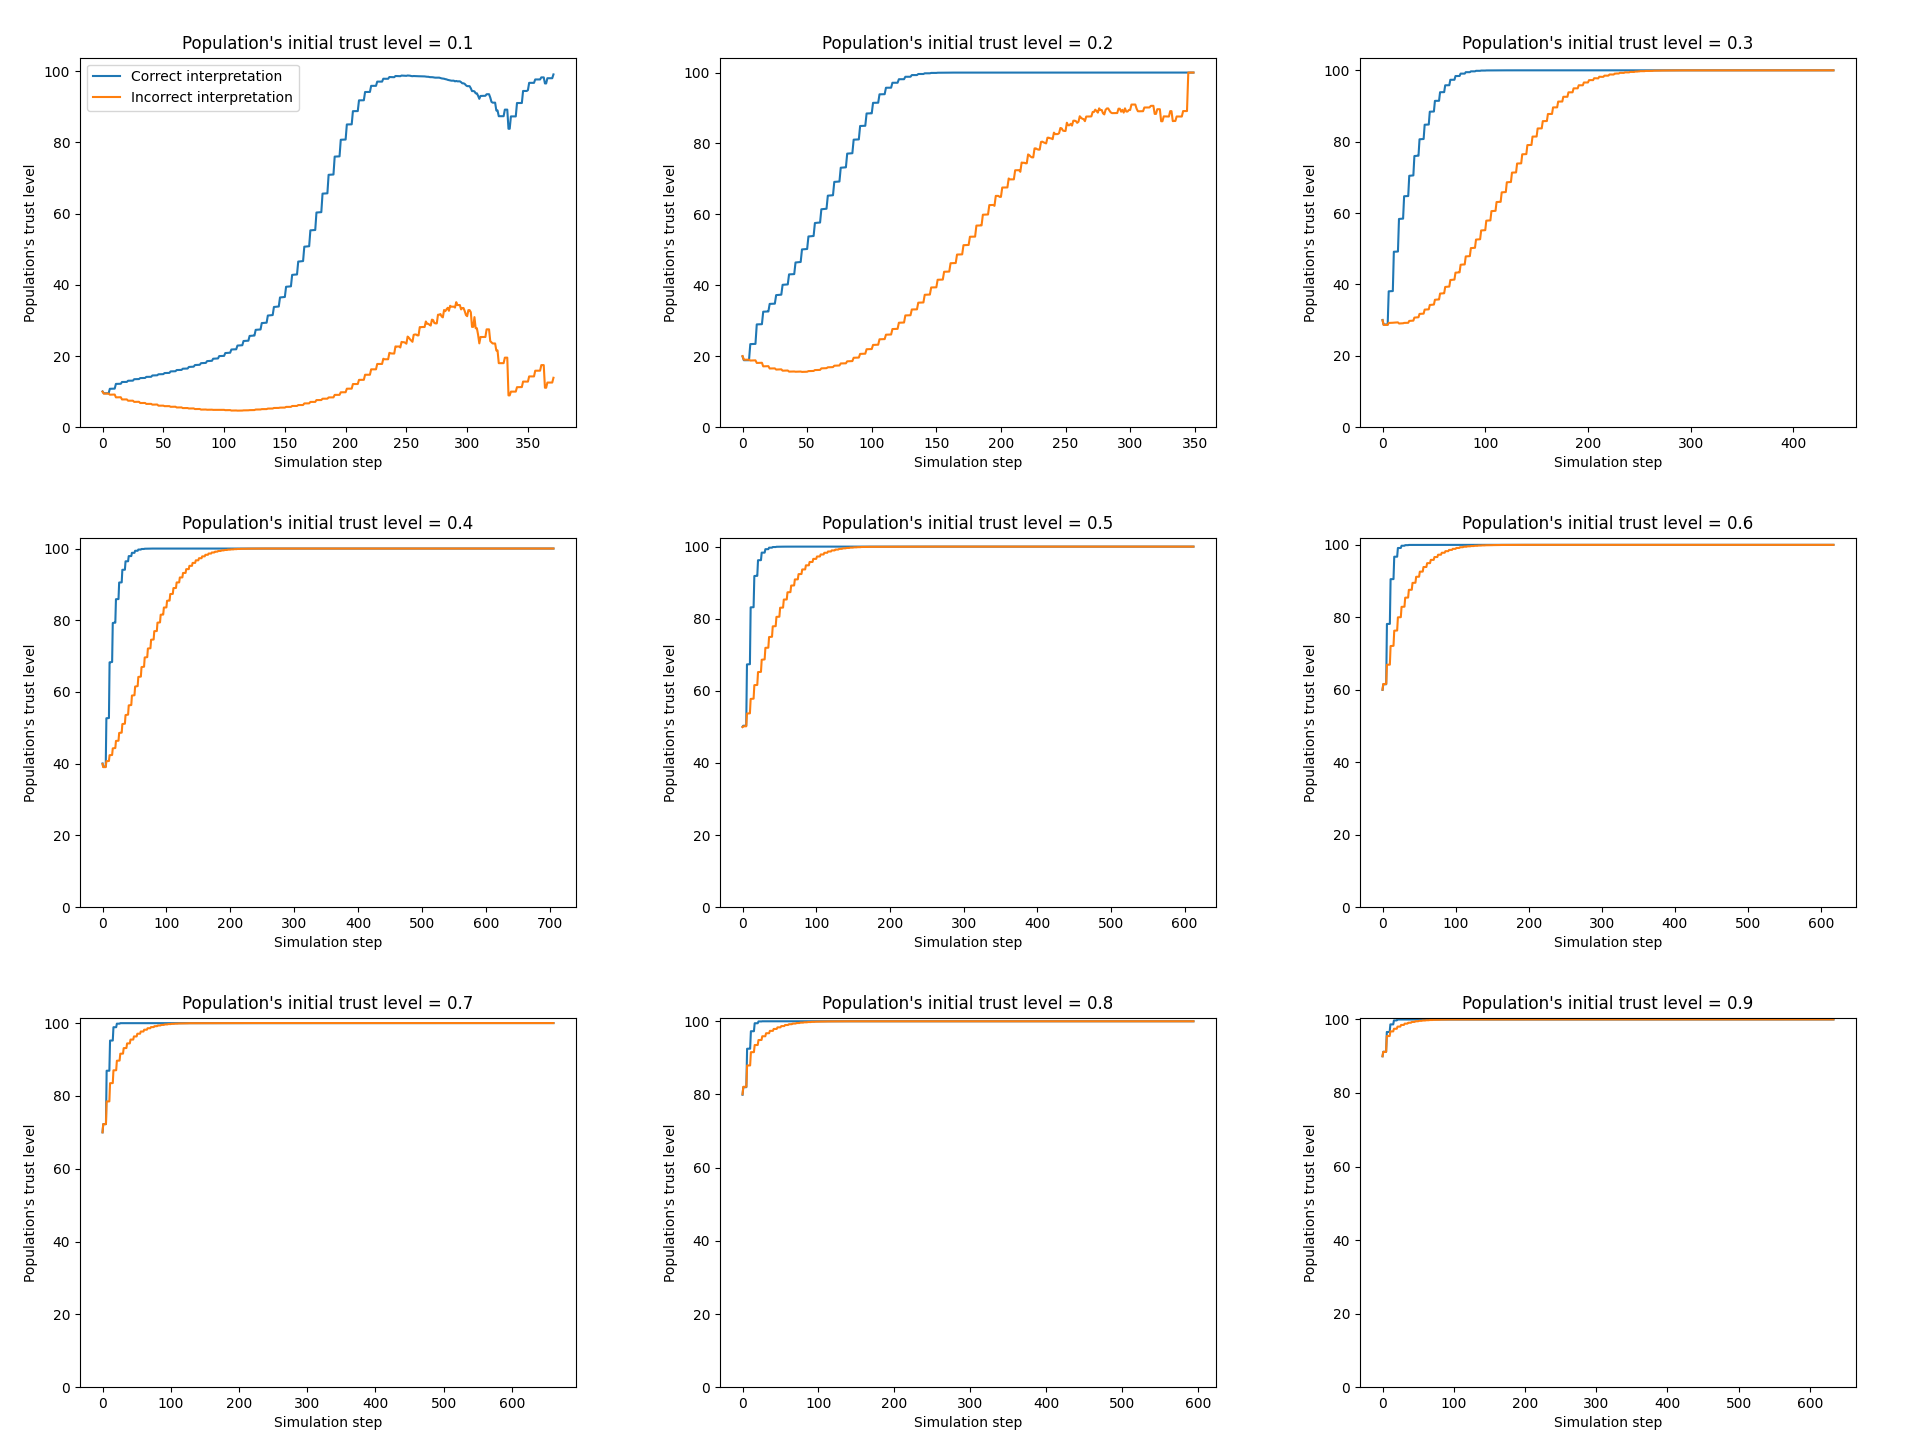 Population's initial trust level = 0.1
Correct interpretation
Incorrect interpretation
Population's trust level
100
80
60
40
20
0
0 50 100 150 200 250 300 350
Simulation step
Population's initial trust level = 0.2
Population's trust level
100
80
60
40
20
0
0 50 100 150 200 250 300 350
Simulation step
Population's initial trust level = 0.3
Population's trust level
100
80
60
40
20
0
0 100 200 300 400
Simulation step
Population's initial trust level = 0.4
Population's trust level
100
80
60
40
20
0
0 100 200 300 400 500 600 700
Simulation step
Population's initial trust level = 0.5
Population's trust level
100
80
60
40
20
0
0 100 200 300 400 500 600
Simulation step
Population's initial trust level = 0.6
Population's trust level
100
80
60
40
20
0
0 100 200 300 400 500 600
Simulation step
Population's initial trust level = 0.7
Population's trust level
100
80
60
40
20
0
0 100 200 300 400 500 600
Simulation step
Population's initial trust level = 0.8
Population's trust level
100
80
60
40
20
0
0 100 200 300 400 500 600
Simulation step
Population's initial trust level = 0.9
Population's trust level
100
80
60
40
20
0
0 100 200 300 400 500 600
Simulation step